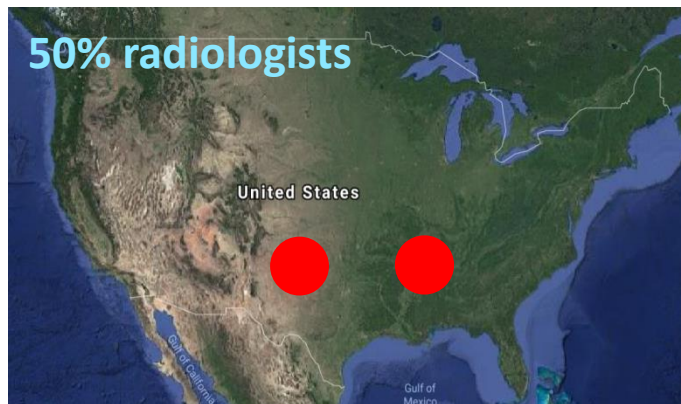 50% radiologists
United States
Gulf of California
Gulf of
Mexico